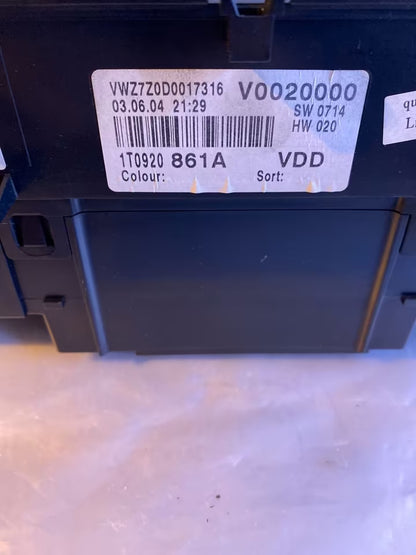 VWZ7Z0D0017316 V0020000
03.06.04 21:29 SW 0714
HW 020
1T0920 861A VDD
Colour: Sort: